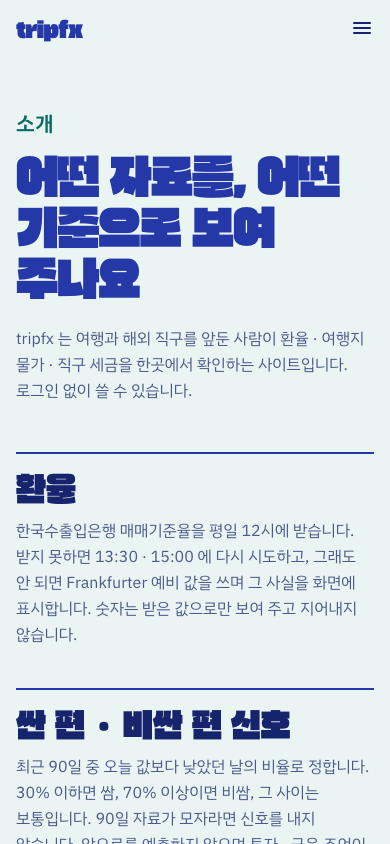 tripfx
소개
어떤 자료를, 어떤
기준으로 보여
주나요
tripfx 는 여행과 해외 직구를 앞둔 사람이 환율 · 여행지
물가 · 직구 세금을 한곳에서 확인하는 사이트입니다.
로그인 없이 쓸 수 있습니다.
환율
한국수출입은행 매매기준율을 평일 12시에 받습니다.
받지 못하면 13:30 · 15:00 에 다시 시도하고, 그래도
안 되면 Frankfurter 예비 값을 쓰며 그 사실을 화면에
표시합니다. 숫자는 받은 값으로만 보여 주고 지어내지
않습니다.
싼 편 · 비싼 편 신호
최근 90일 중 오늘 값보다 낮았던 날의 비율로 정합니다.
30% 이하면 쌈, 70% 이상이면 비쌈, 그 사이는
보통입니다. 90일 자료가 모자라면 신호를 내지